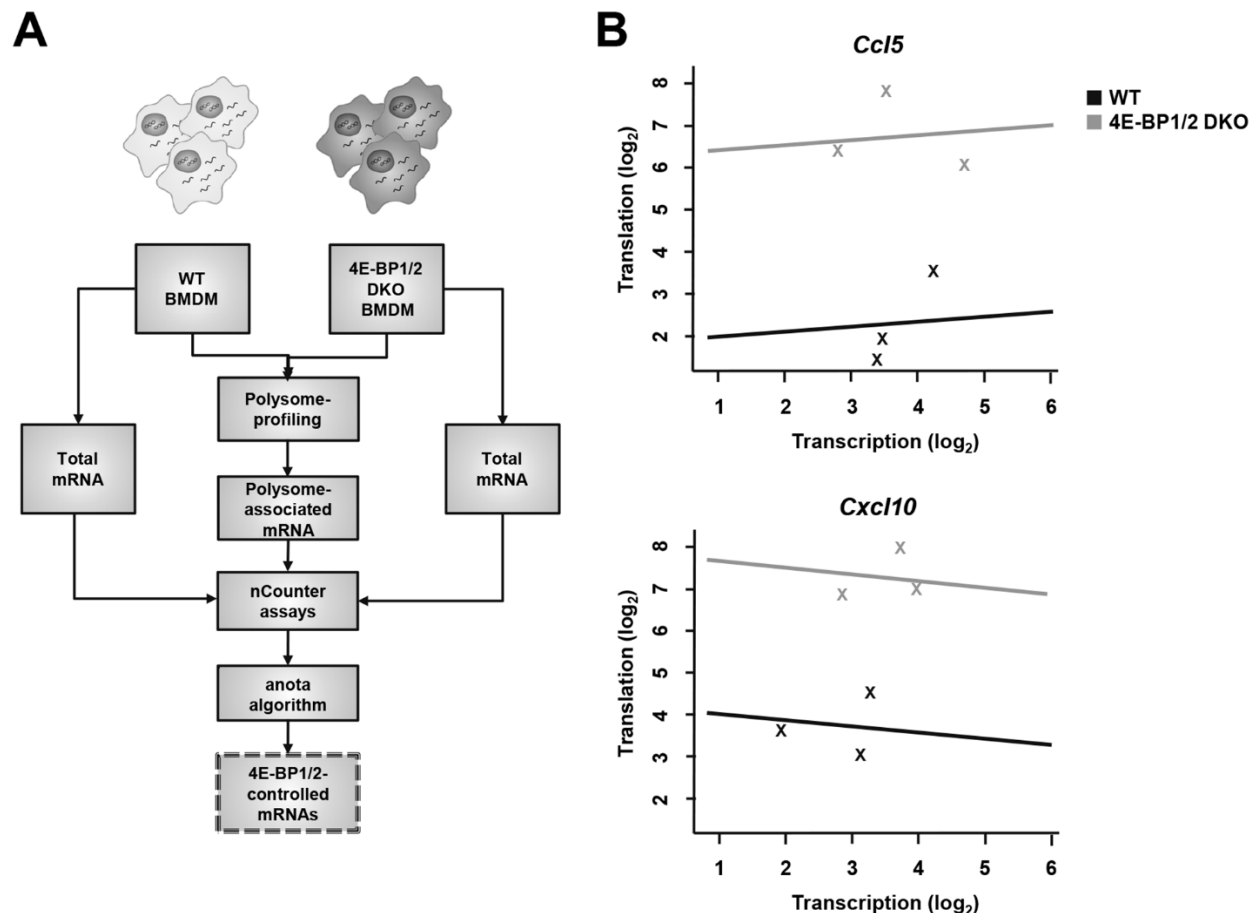 A
WT
BMDM
4E-BP1/2
DKO
BMDM
Polysome-
profiling
Total
mRNA
Total
mRNA
Polysome-
associated
mRNA
nCounter
assays
anota
algorithm
4E-BP1/2-
controlled
mRNAs
B
Ccl5
WT
4E-BP1/2 DKO
Translation (log2)
8
7
6
5
4
3
2
1 2 3 4 5 6
Transcription (log2)
Cxcl10
Translation (log2)
8
7
6
5
4
3
2
1 2 3 4 5 6
Transcription (log2)